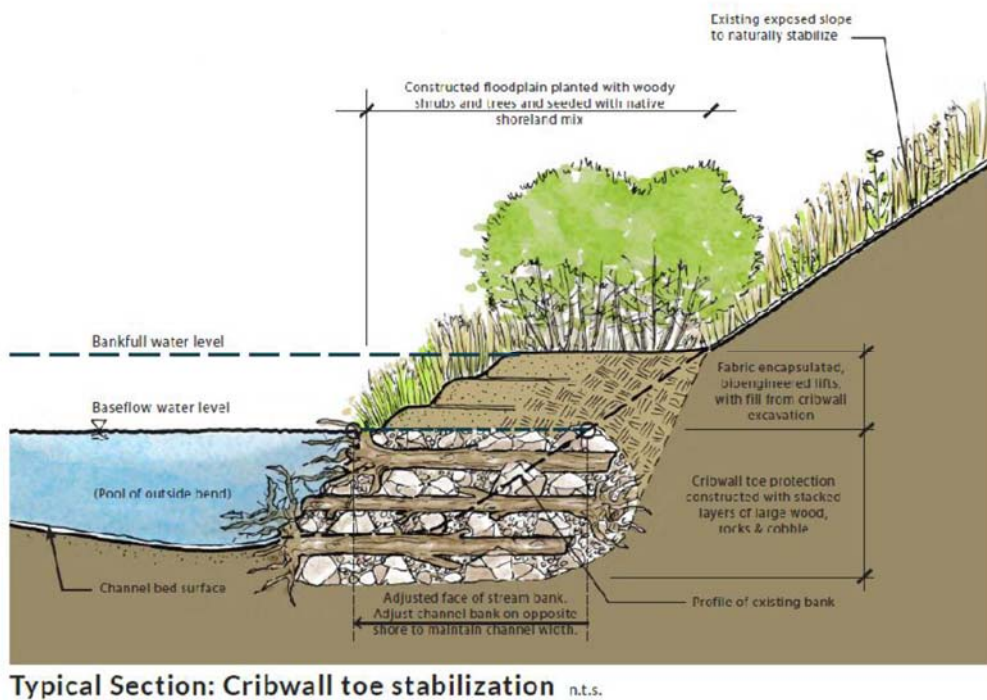 Existing exposed slope
to naturally stabilize
Constructed floodplain planted with woody
shrubs and trees and seeded with native
shoreland mix
Bankfull water level
Baseflow water level
(Pool of outside bend)
Channel bed surface
Fabric encapsulated,
bioengineered lifts,
with fill from cribwall
excavation
Cribwall toe protection
constructed with stacked
layers of large wood,
rocks & cobble
Adjusted face of stream bank.
Adjust channel bank on opposite
shore to maintain channel width.
Profile of existing bank
Typical Section: Cribwall toe stabilization n.t.s.